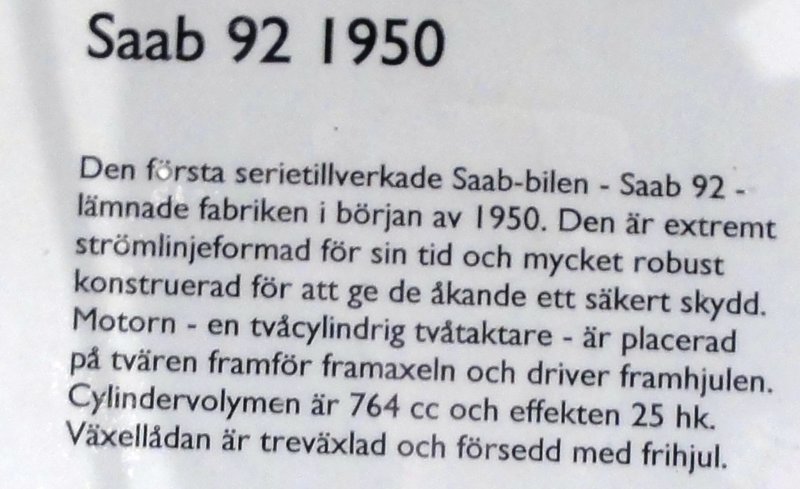 Saab 92 1950
Den första serietillverkade Saab-bilen - Saab 92 -
lämnade fabriken i början av 1950. Den är extremt
strömlinjeformad för sin tid och mycket robust
konstruerad för att ge de åkande ett säkert skydd.
Motorn - en tvåcylindrig tvåtaktare - är placerad
på tvären framför framaxeln och driver framhjulen.
Cylindervolymen är 764 cc och effekten 25 hk.
Växellådan är treväxlad och försedd med frihjul.